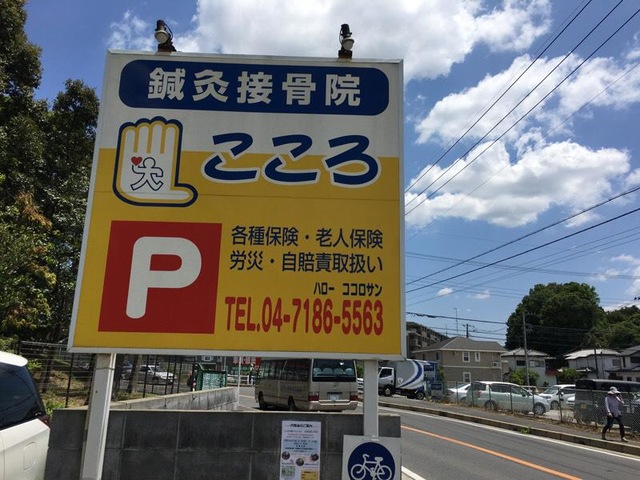 鍼灸接骨院
こころ
P
各種保険・老人保険
労災・自賠責取扱い
ハロー ココロサン
TEL.04-7186-5563